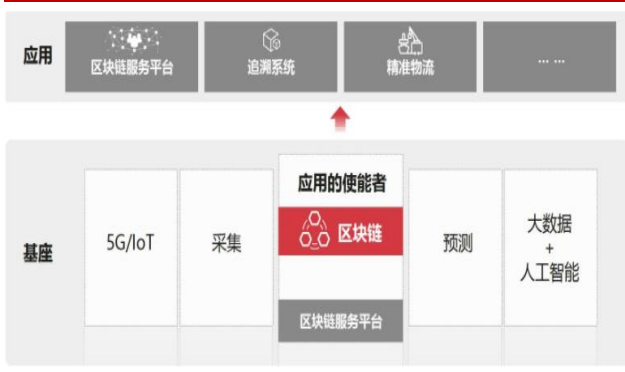 应用
区块链服务平台
追溯系统
精准物流
... ...
基座
5G/IoT
采集
应用的使能者
区块链
区块链服务平台
预测
大数据
+
人工智能